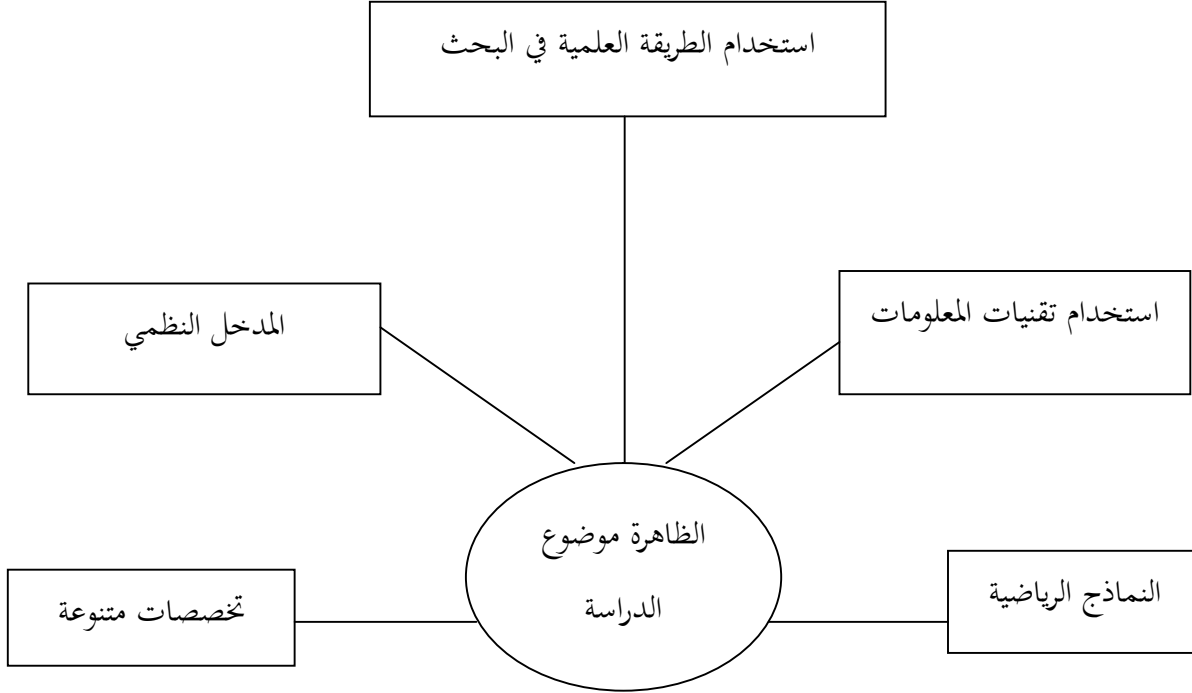 استخدام الطريقة العلمية في البحث
استخدام تقنيات المعلومات
المدخل النظمي
الظاهرة موضوع
الدراسة
النماذج الرياضية
تخصصات متنوعة